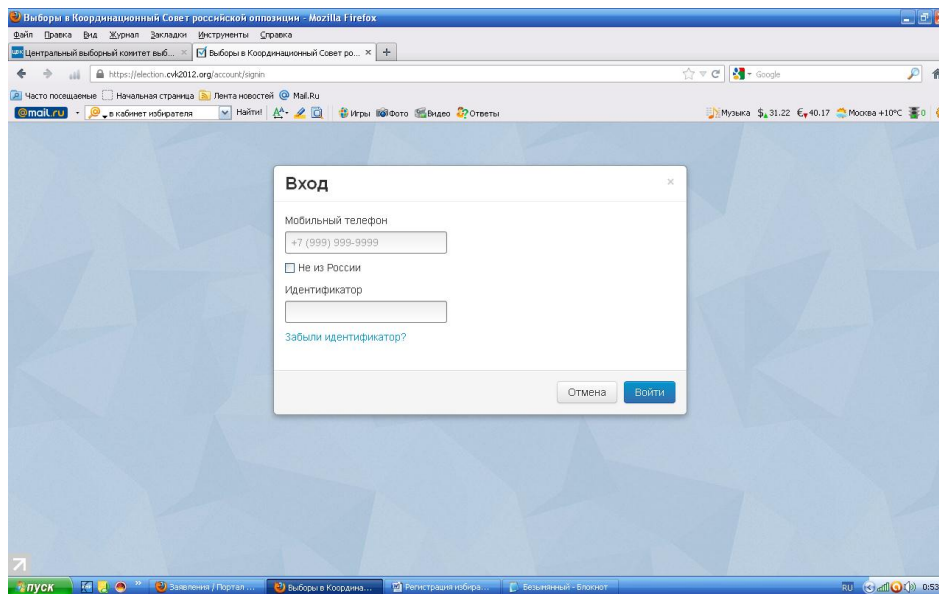 Выборы в Координационный Совет российской оппозиции - Mozilla Firefox
Файл Правка Вид Журнал Закладки Инструменты Справка
Центральный выборный комитет выб... Выборы в Координационный Совет ро...
https://election.cvk2012.org/account/signin Google
Часто посещаемые Начальная страница Лента новостей Mail.Ru
@mail.ru в кабинет избирателя Найти! Игры Фото Видео Ответы Музыка $ 31.22 € 40.17 Москва +10°C 0
Вход
Мобильный телефон
+7 (999) 999-9999
Не из России
Идентификатор
Забыли идентификатор?
Отмена Войти
пуск Заявления / Портал ... Выборы в Координа... Регистрация избира... Безымянный - Блокнот RU 0:53